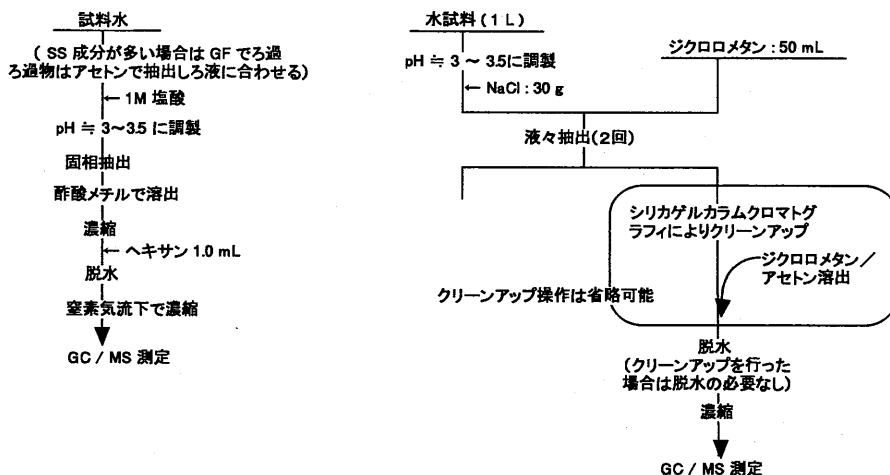 試料水
( SS 成分が多い場合は GF でろ過
ろ過物はアセトンで抽出しろ液に合わせる)
1M 塩酸
pH ≒ 3~3.5 に調製
固相抽出
酢酸メチルで溶出
濃縮
ヘキサン 1.0 mL
脱水
窒素気流下で濃縮
GC / MS 測定
水試料 ( 1 L )
pH ≒ 3 ~ 3.5に調製
NaCl : 30 g
ジクロロメタン : 50 mL
液々抽出(2回)
シリカゲルカラムクロマトグ
ラフィによりクリーンアップ
ジクロロメタン/
アセトン溶出
クリーンアップ操作は省略可能
脱水
(クリーンアップを行った
場合は脱水の必要なし)
濃縮
GC / MS 測定